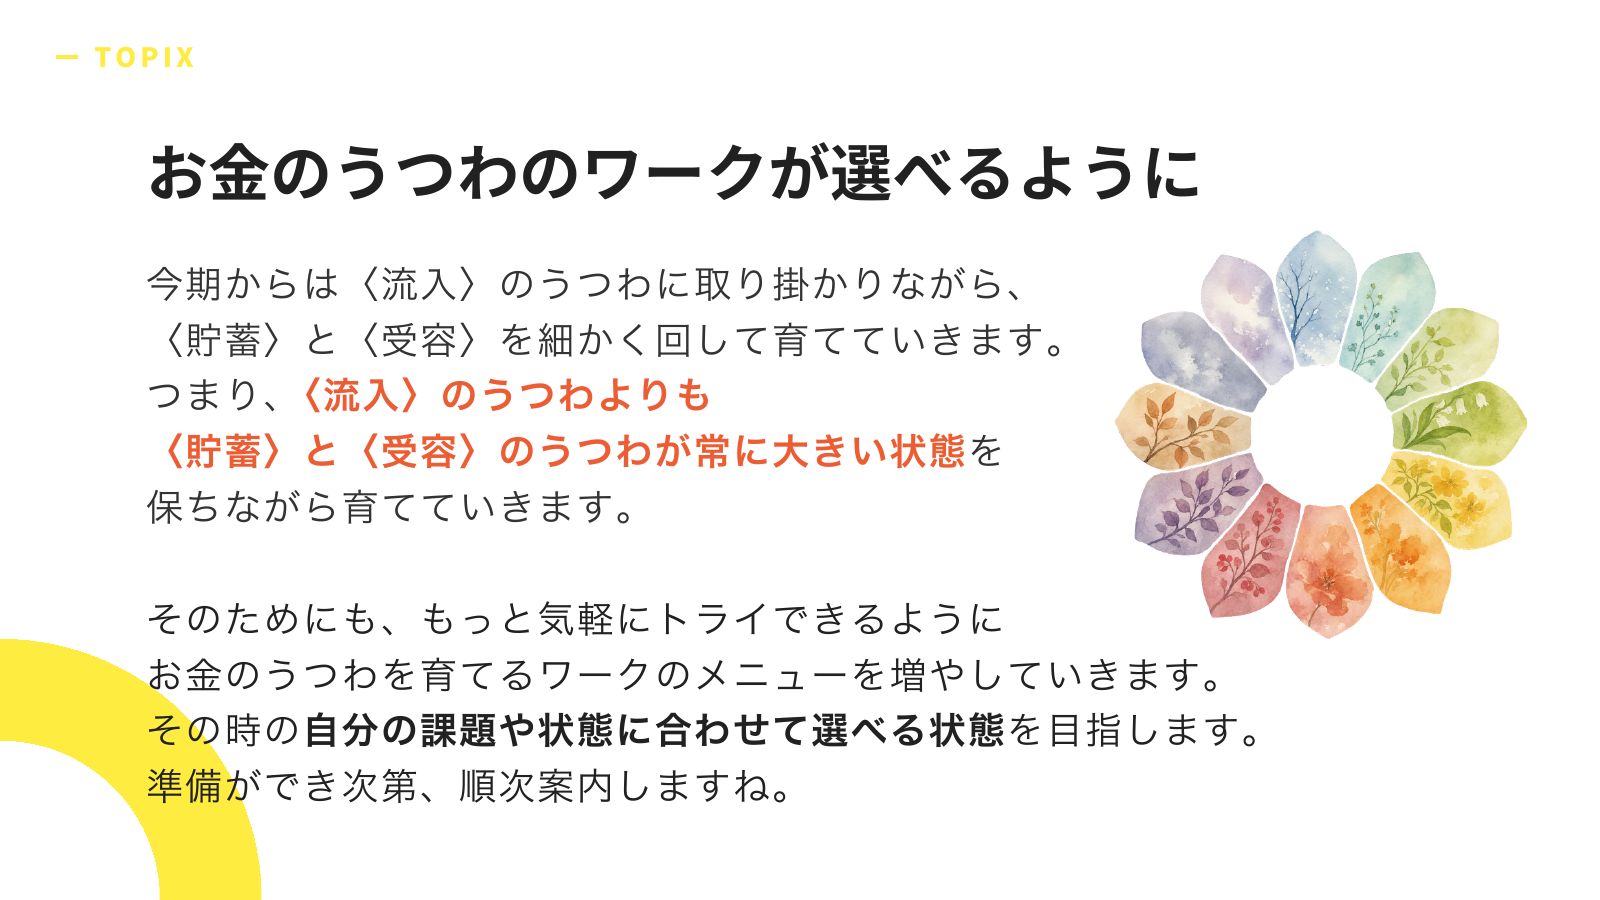 — TOPIX
お金のうつわのワークが選べるように
今期からは〈流入〉のうつわに取り掛かりながら、
〈貯蓄〉と〈受容〉を細かく回して育てていきます。
つまり、〈流入〉のうつわよりも
〈貯蓄〉と〈受容〉のうつわが常に大きい状態を
保ちながら育てていきます。
そのためにも、もっと気軽にトライできるように
お金のうつわを育てるワークのメニューを増やしていきます。
その時の自分の課題や状態に合わせて選べる状態を目指します。
準備ができ次第、順次案内しますね。